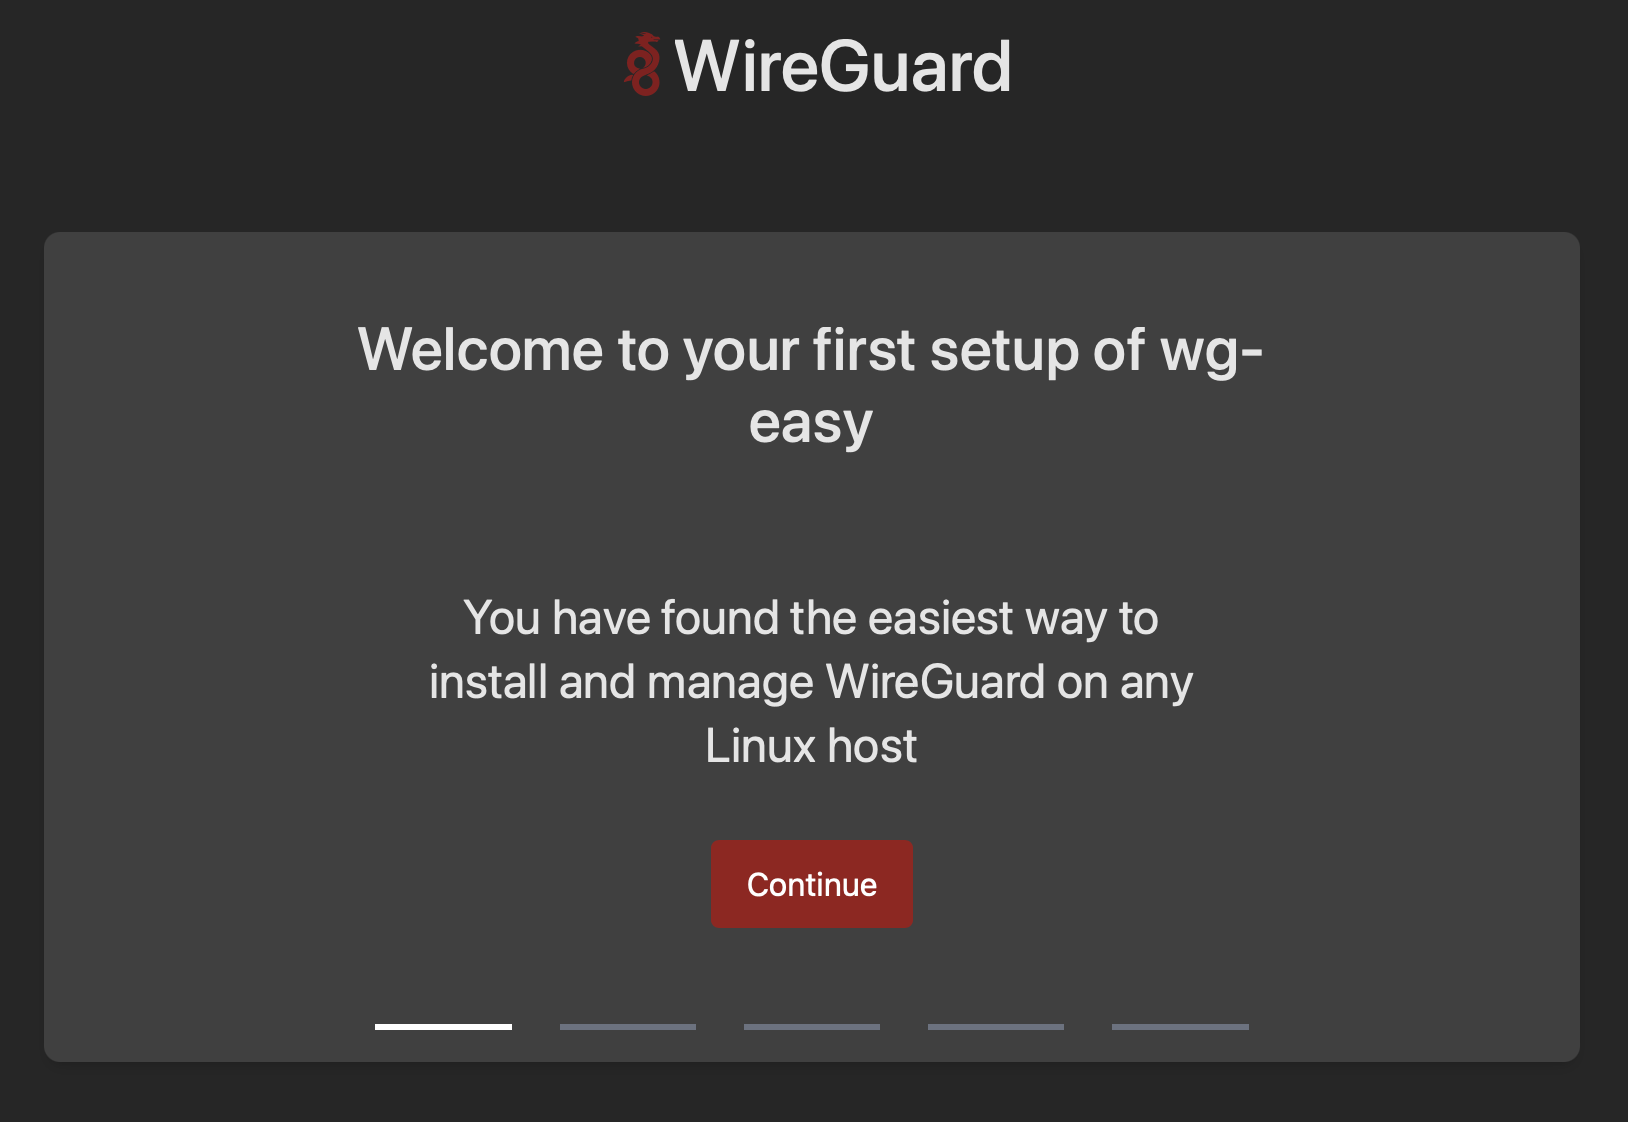 WireGuard
Welcome to your first setup of wg-
easy
You have found the easiest way to
install and manage WireGuard on any
Linux host
Continue